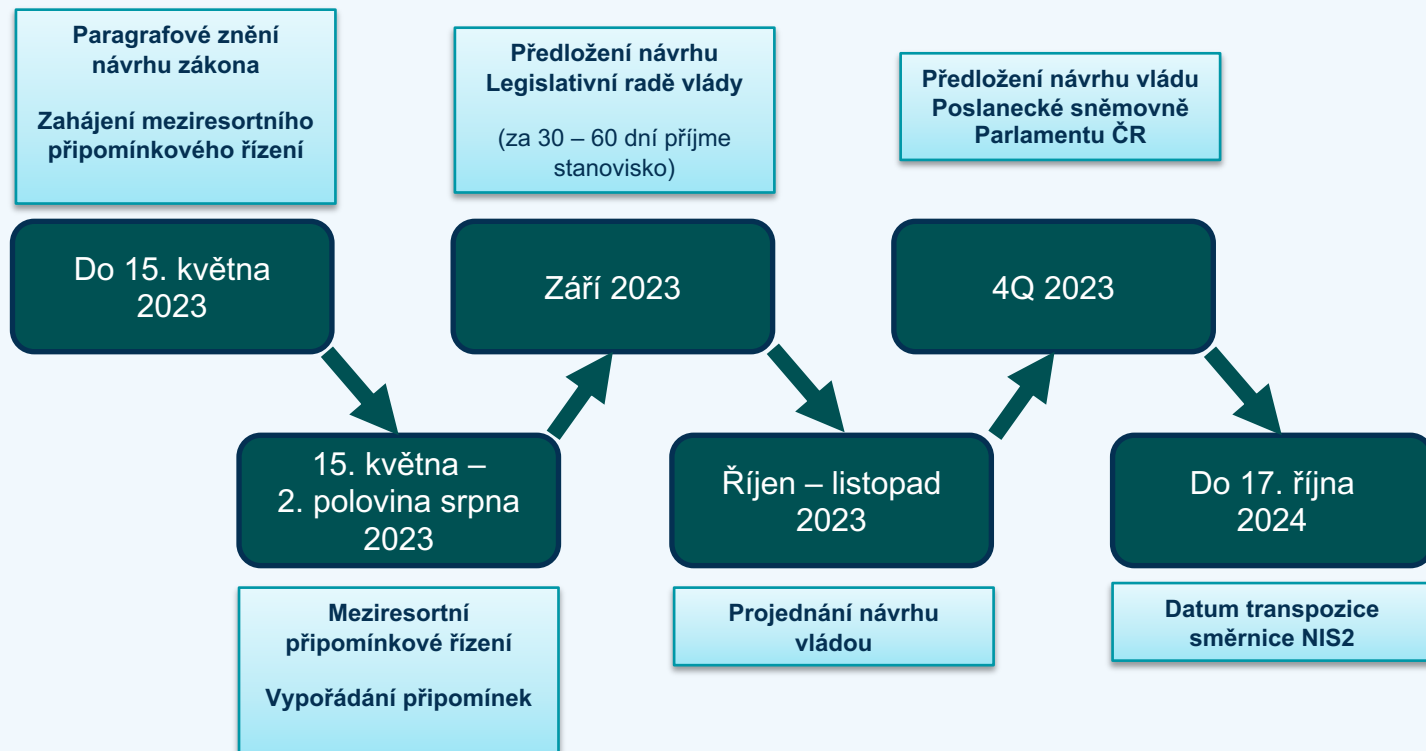 Paragrafové znění
návrhu zákona
Zahájení meziresortního
připomínkového řízení
Do 15. května
2023
15. května –
2. polovina srpna
2023
Meziresortní
připomínkové řízení
Vypořádání připomínek
Předložení návrhu
Legislativní radě vlády
(za 30 – 60 dní příjme
stanovisko)
Září 2023
Říjen – listopad
2023
Projednání návrhu
vládou
Předložení návrhu vládu
Poslanecké sněmovně
Parlamentu ČR
4Q 2023
Do 17. října
2024
Datum transpozice
směrnice NIS2